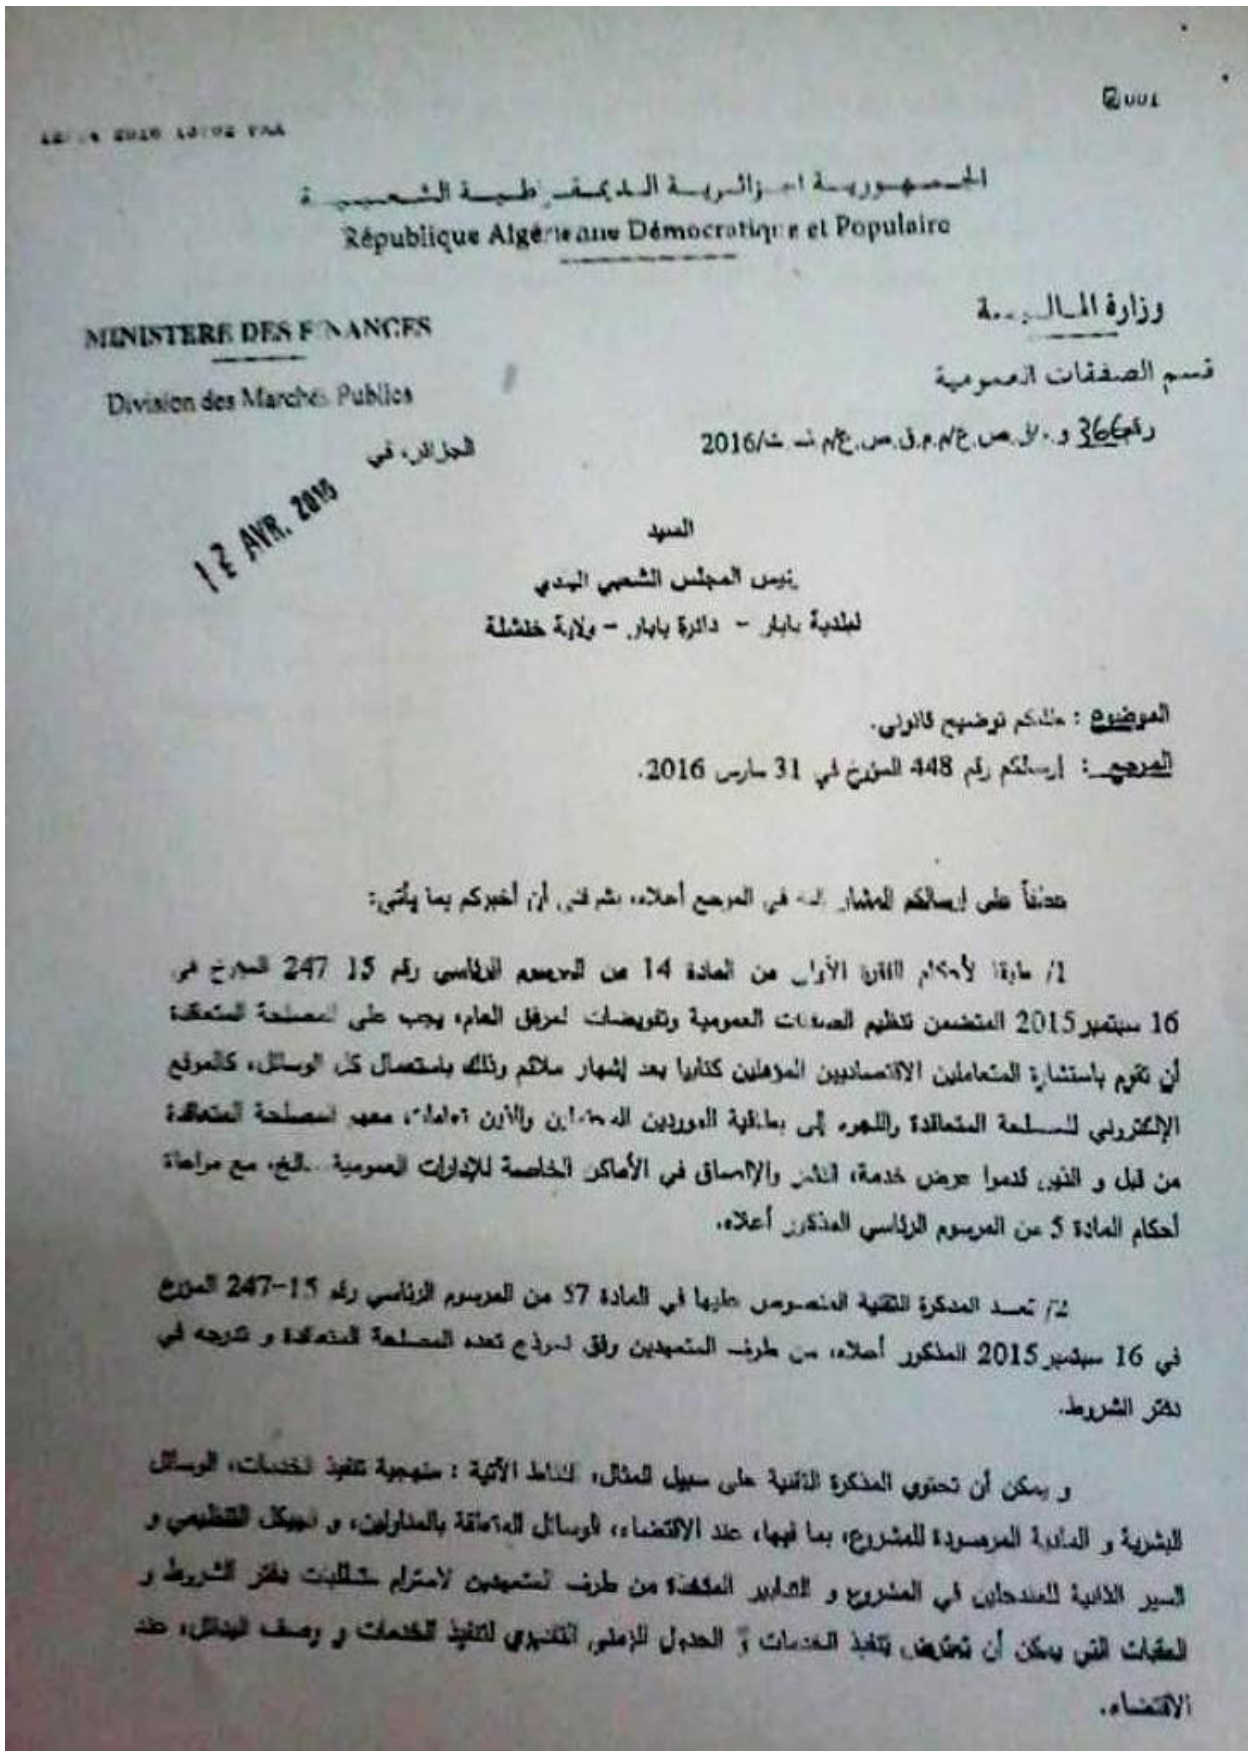 001
2016
الجمهورية الجزائرية الديمقراطية الشعبية
République Algérienne Démocratique et Populaire
وزارة المالية
MINISTERE DES FINANCES
قسم الصفقات العمومية
Division des Marchés Publics
رقم 366 و.م/ق.ص.ع/م.م.ق.ص.ع/م 2016/
الجزائر، في
12 AVR. 2016
السيد
رئيس المجلس الشعبي البلدي
لبلدية بابار - دائرة بابار - ولاية خنشلة
الموضوع : طلبكم توضيح قانوني.
المرجع : إرسالكم رقم 448 المؤرخ في 31 مارس 2016.
عطفاً على إرسالكم المشار إليه في المرجع أعلاه، يشرفني أن أخبركم بما يأتي:
1/ طبقا لأحكام الفقرة الأولى من المادة 14 من المرسوم الرئاسي رقم 15 247 المؤرخ في
16 سبتمبر 2015 المتضمن تنظيم الصفقات العمومية وتفويضات المرفق العام، يجب على المصلحة المتعاقدة
أن تقوم باستشارة المتعاملين الاقتصاديين المؤهلين كتابيا بعد إشهار ملائم وذلك باستعمال كل الوسائل، كالموقع
الإلكتروني للمصلحة المتعاقدة واللجوء إلى بطاقية الموردين المحتملين والذين تعاملت معهم المصلحة المتعاقدة
من قبل و الذين قدموا عرض خدمة، النشر والإلصاق في الأماكن الخاصة للإدارات العمومية ...الخ، مع مراعاة
أحكام المادة 5 من المرسوم الرئاسي المذكور أعلاه.
2/ تعد المذكرة التقنية المنصوص عليها في المادة 57 من المرسوم الرئاسي رقم 15-247 المؤرخ
في 16 سبتمبر 2015 المذكور أعلاه، من طرف المتعهدين وفق نموذج تعده المصلحة المتعاقدة و تدرجه في
دفتر الشروط.
و يمكن أن تحتوي المذكرة التقنية على سبيل المثال، النقاط الآتية : منهجية تنفيذ الخدمات، الوسائل
البشرية و المادية المرصودة للمشروع، بما فيها، عند الاقتضاء، الوسائل المتعلقة بالمناولين، و الهيكل التنظيمي و
السير الذاتية للمتدخلين في المشروع و التدابير المتخذة من طرف المتعهدين لاحترام متطلبات دفتر الشروط و
العقبات التي يمكن أن تعترض تنفيذ الخدمات و الجدول الزمني التقديري لتنفيذ الخدمات و وصف البدائل، عند
الاقتضاء.